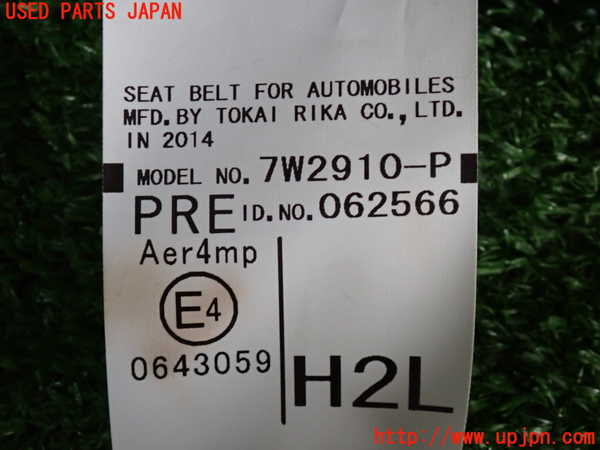 USED PARTS JAPAN
SEAT BELT FOR AUTOMOBILES
MFD.BY TOKAI RIKA CO.,LTD.
IN 2014
MODEL NO. 7W2910-P
PRE ID.NO. 062566
Aer4mp
E4
0643059
H2L
http://www.upjpn.com/